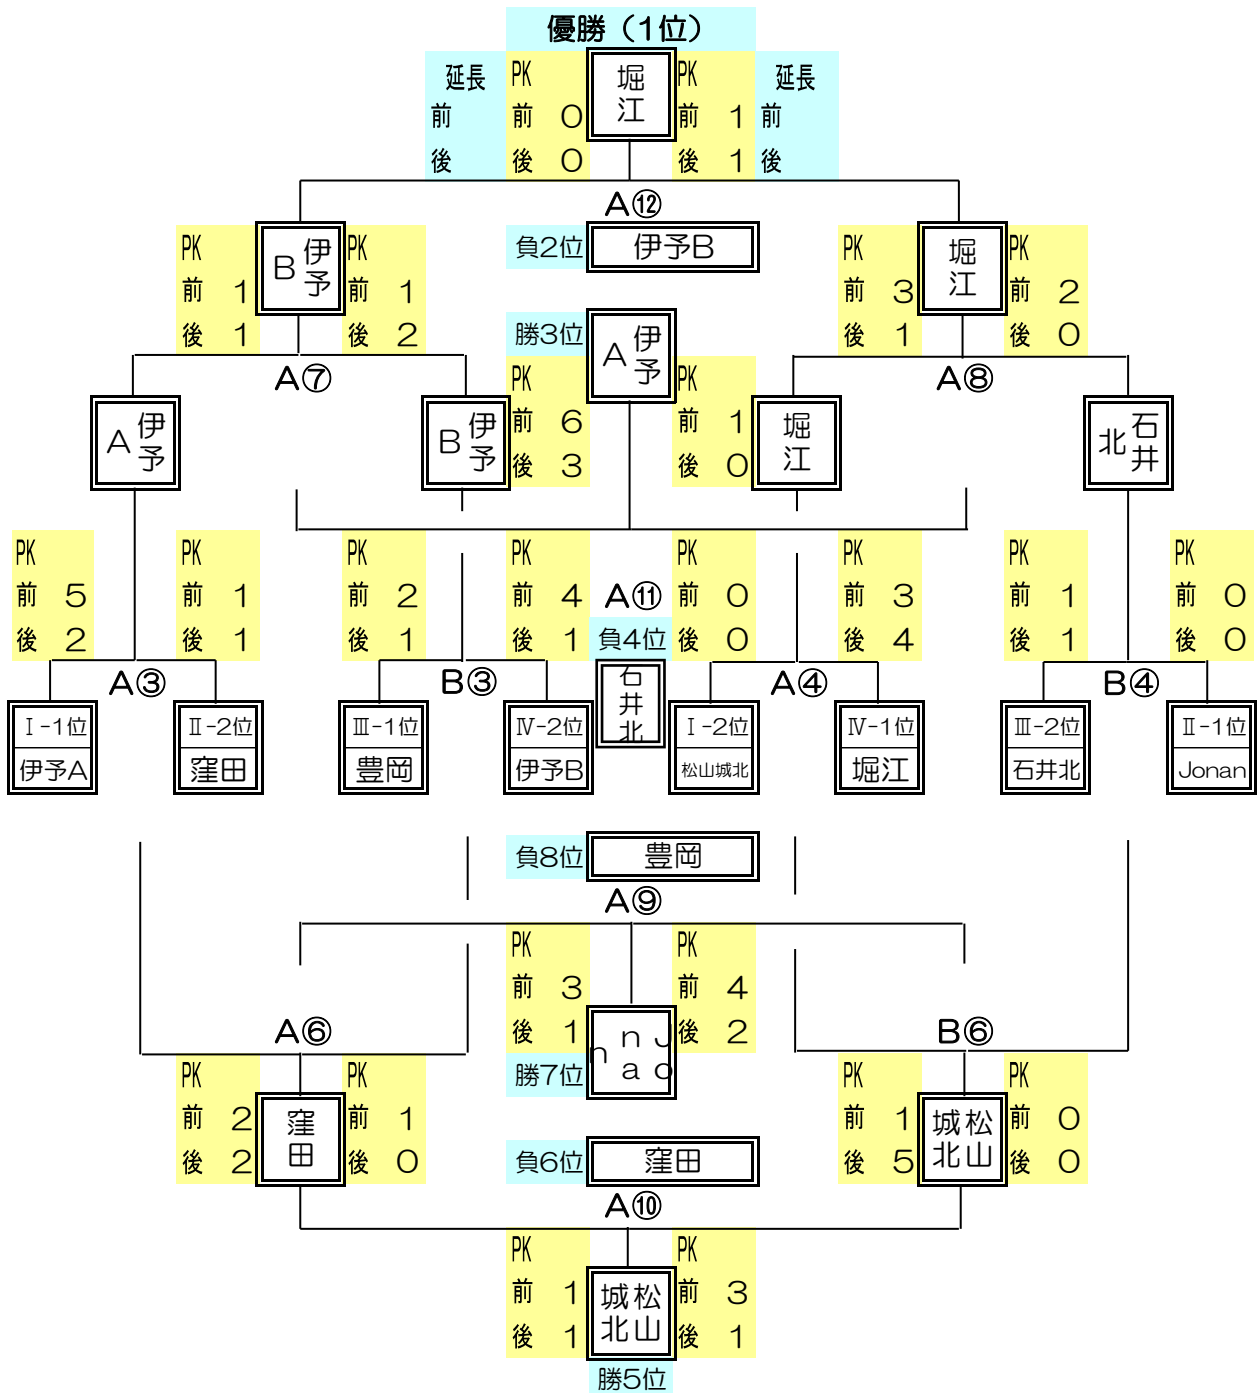 優勝（1位）
延長 PK 堀江 PK 延長
前 前 0 前 1 前
後 後 0 後 1 後
A⑫
負2位 伊予B
PK 伊予B PK
前 1 前 1
後 1 後 2
A⑦
PK 堀江 PK
前 3 前 2
後 1 後 0
A⑧
勝3位 伊予A
PK PK
前 6 前 1
後 3 後 0
伊予A 伊予B 堀江 石井北
PK PK PK PK PK PK PK PK
前 5 前 1 前 2 前 4 A⑪ 前 0 前 3 前 1 前 0
後 2 後 1 後 1 後 1 負4位 後 0 後 4 後 1 後 0
A③ B③ 石井北 A④ B④
Ⅰ-1位 Ⅱ-2位 Ⅲ-1位 Ⅳ-2位 Ⅰ-2位 Ⅳ-1位 Ⅲ-2位 Ⅱ-1位
伊予A 窪田 豊岡 伊予B 松山城北 堀江 石井北 Jonan
負8位 豊岡
A⑨
PK PK
前 3 前 4
後 1 Jonan 後 2
勝7位
A⑥ B⑥
PK 窪田 PK
前 2 前 1
後 2 後 0
PK 松山城北 PK
前 1 前 0
後 5 後 0
負6位 窪田
A⑩
PK PK
前 1 松山城北 前 3
後 1 後 1
勝5位